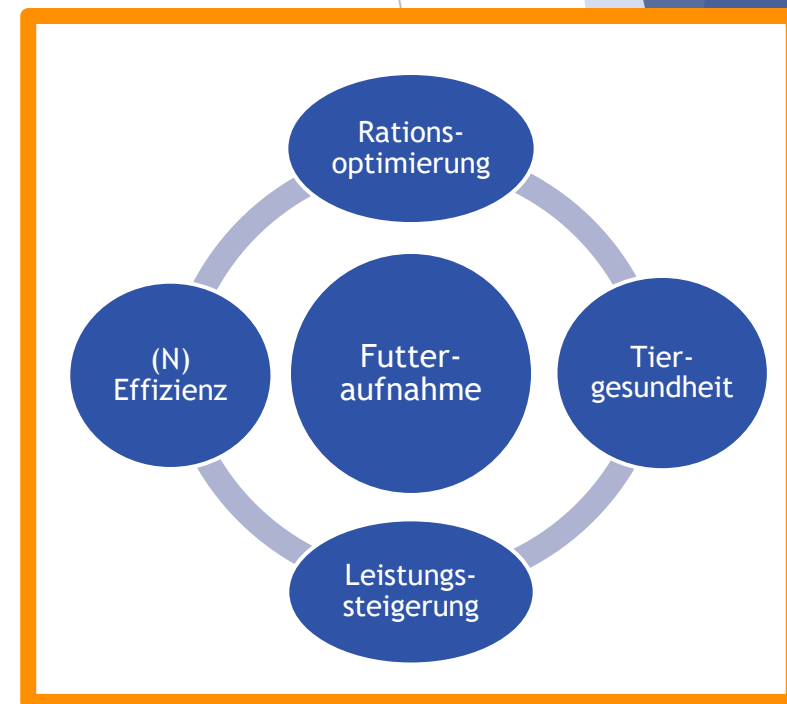 Rations-
optimierung
(N)
Effizienz
Futter-
aufnahme
Tier-
gesundheit
Leistungs-
steigerung